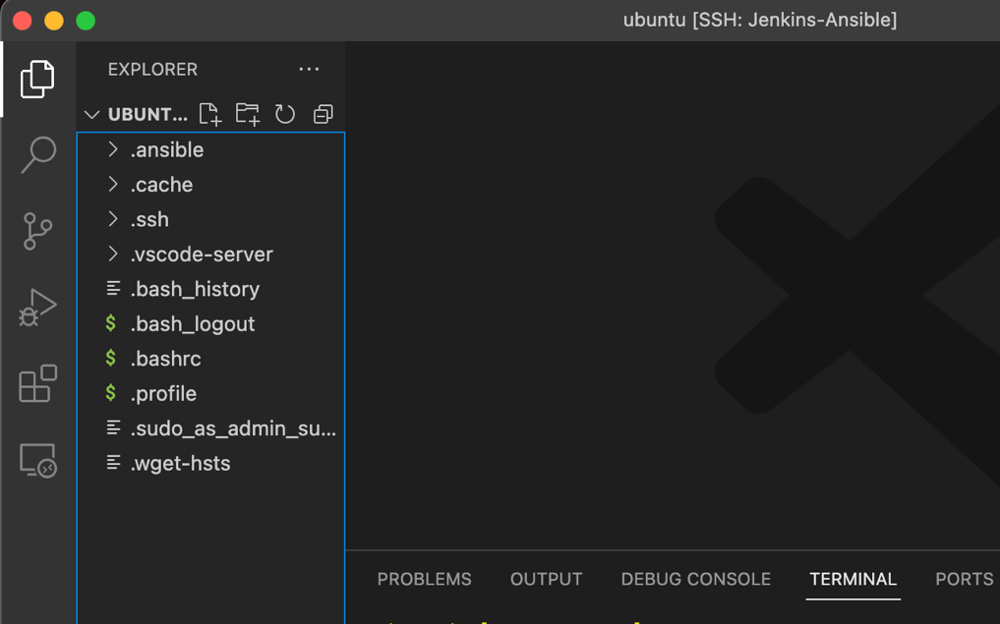 ubuntu [SSH: Jenkins-Ansible]
EXPLORER
UBUNT...
.ansible
.cache
.ssh
.vscode-server
.bash_history
$ .bash_logout
$ .bashrc
$ .profile
.sudo_as_admin_su...
.wget-hsts
PROBLEMS OUTPUT DEBUG CONSOLE TERMINAL PORTS